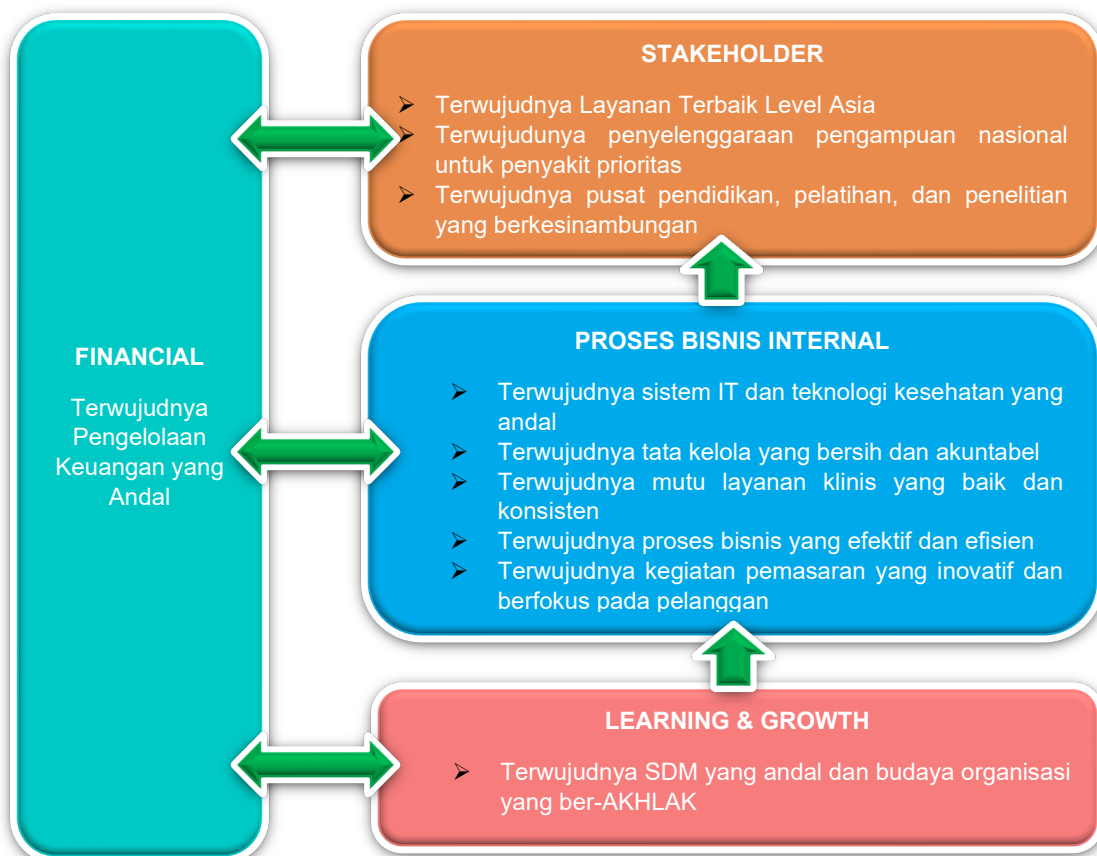 FINANCIAL
Terwujudnya
Pengelolaan
Keuangan yang
Andal
STAKEHOLDER
➢ Terwujudnya Layanan Terbaik Level Asia
➢ Terwujudunya penyelenggaraan pengampuan nasional
untuk penyakit prioritas
➢ Terwujudnya pusat pendidikan, pelatihan, dan penelitian
yang berkesinambungan
PROSES BISNIS INTERNAL
➢ Terwujudnya sistem IT dan teknologi kesehatan yang
andal
➢ Terwujudnya tata kelola yang bersih dan akuntabel
➢ Terwujudnya mutu layanan klinis yang baik dan
konsisten
➢ Terwujudnya proses bisnis yang efektif dan efisien
➢ Terwujudnya kegiatan pemasaran yang inovatif dan
berfokus pada pelanggan
LEARNING & GROWTH
➢ Terwujudnya SDM yang andal dan budaya organisasi
yang ber-AKHLAK